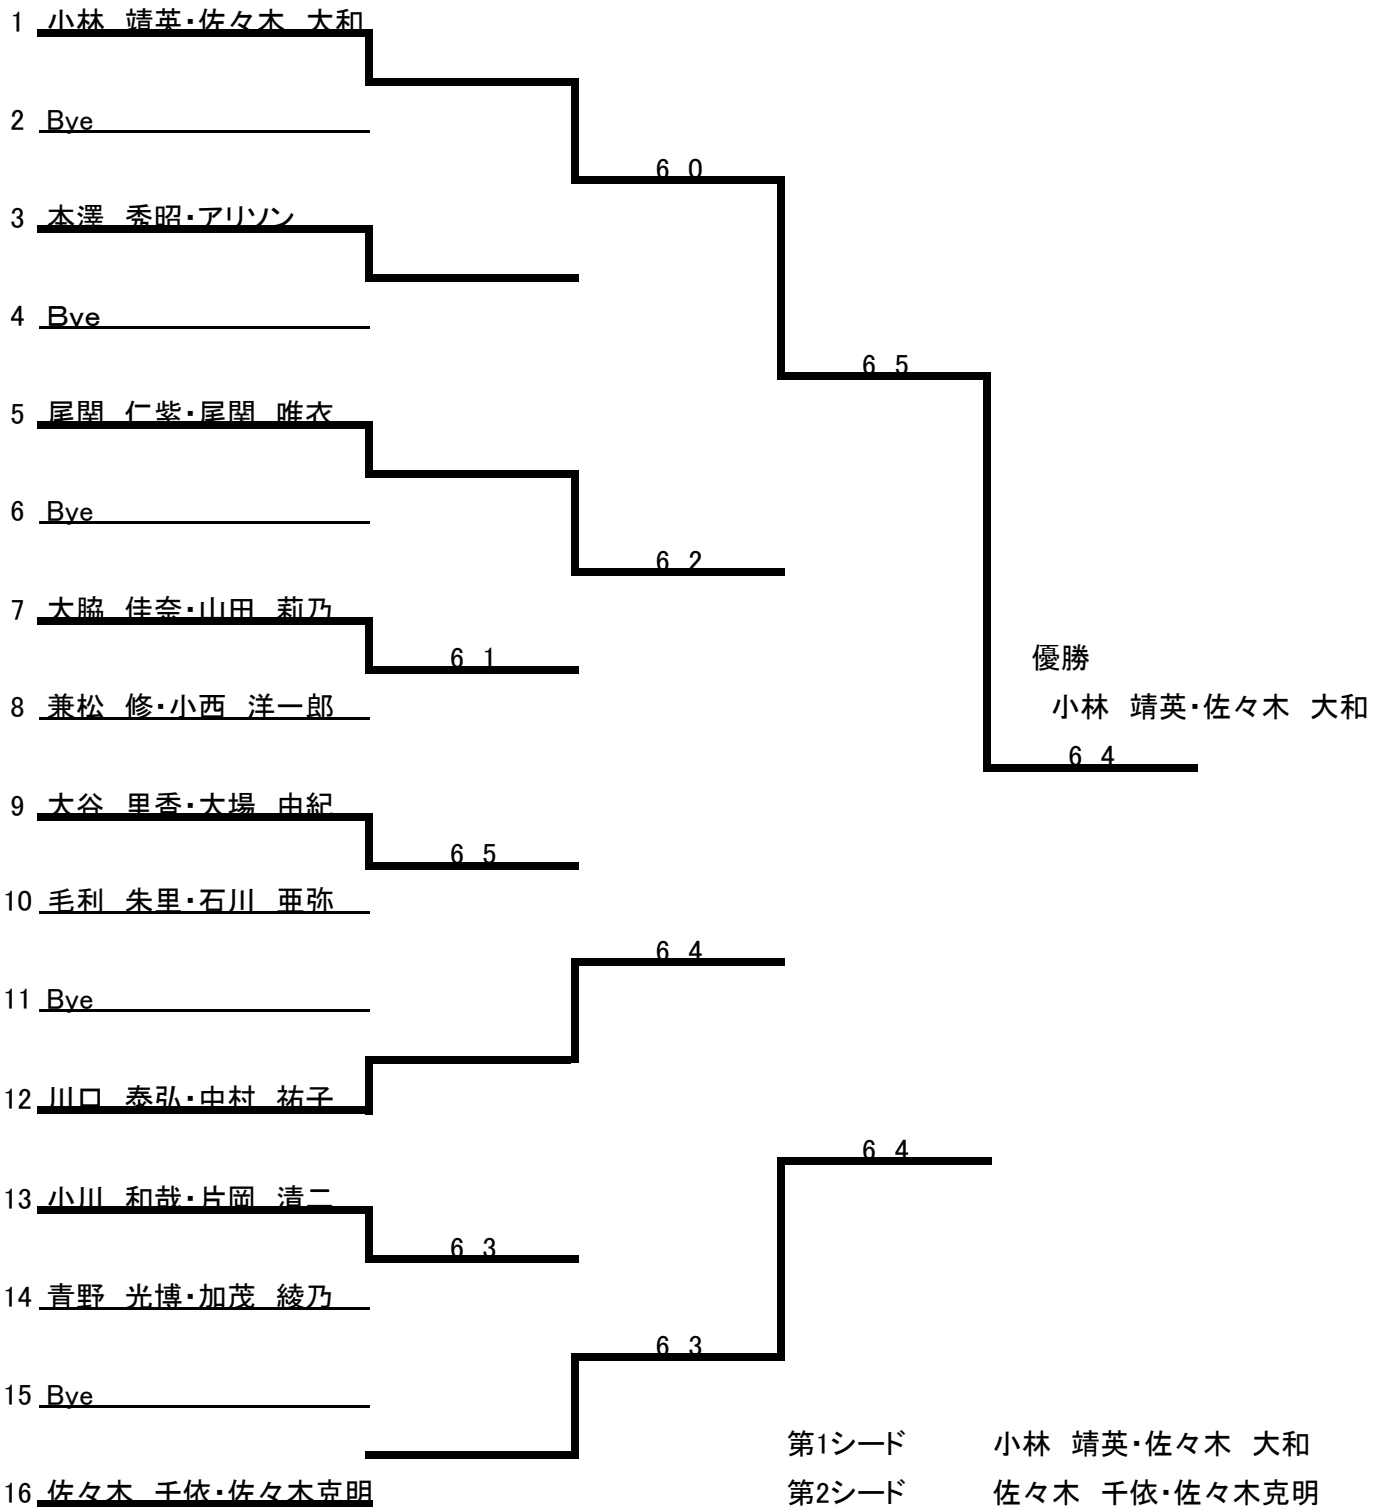 1 小林 靖英・佐々木 大和
2 Bye
6 0
3 本澤 秀昭・アリソン
4 Bye
6 5
5 尾関 仁紫・尾関 唯衣
6 Bye
6 2
7 大脇 佳奈・山田 莉乃
6 1
優勝
8 兼松 修・小西 洋一郎
小林 靖英・佐々木 大和
6 4
9 大谷 里香・大場 由紀
6 5
10 毛利 朱里・石川 亜弥
6 4
11 Bye
12 川口 泰弘・中村 祐子
6 4
13 小川 和哉・片岡 清二
6 3
14 青野 光博・加茂 綾乃
6 3
15 Bye
第1シード 小林 靖英・佐々木 大和
16 佐々木 千依・佐々木克明
第2シード 佐々木 千依・佐々木克明